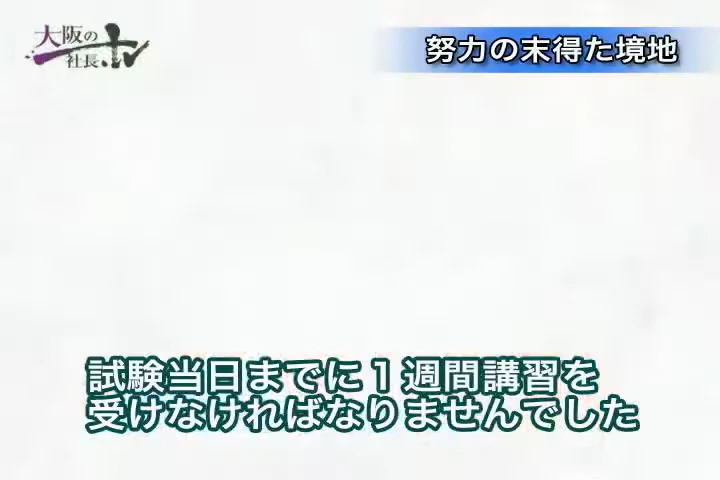 大阪の
社長.tv
努力の末得た境地
試験当日までに１週間講習を
受けなければなりませんでした